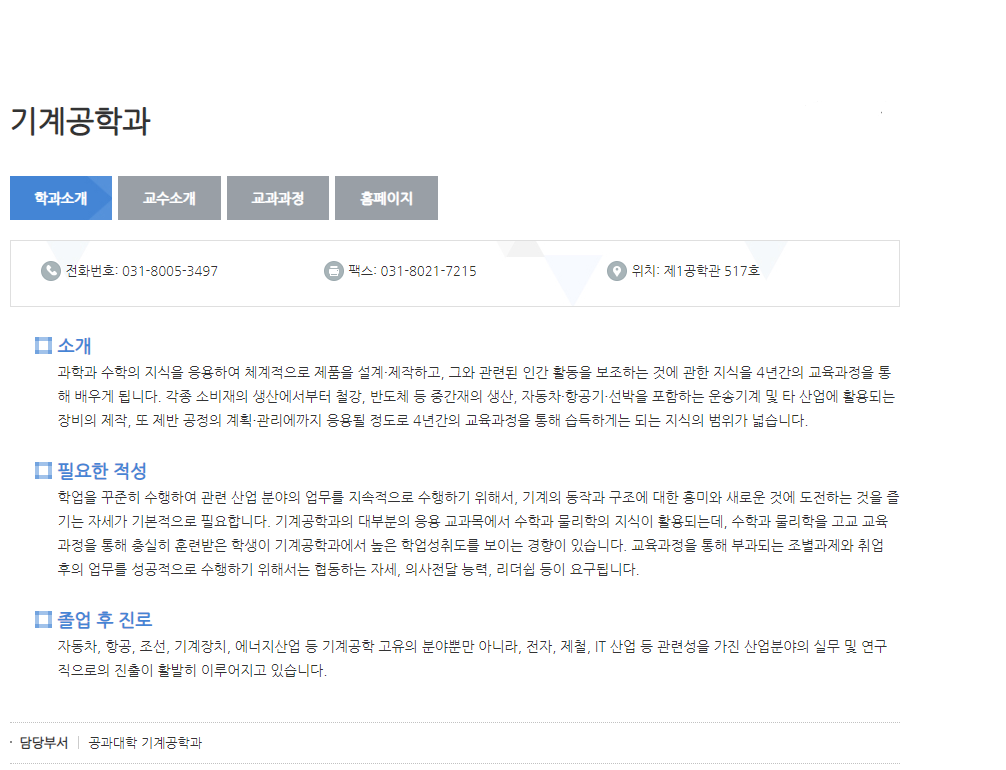 기계공학과
학과소개 교수소개 교과과정 홈페이지
전화번호: 031-8005-3497 팩스: 031-8021-7215 위치: 제1공학관 517호
소개
과학과 수학의 지식을 응용하여 체계적으로 제품을 설계·제작하고, 그와 관련된 인간 활동을 보조하는 것에 관한 지식을 4년간의 교육과정을 통
해 배우게 됩니다. 각종 소비재의 생산에서부터 철강, 반도체 등 중간재의 생산, 자동차·항공기·선박을 포함하는 운송기계 및 타 산업에 활용되는
장비의 제작, 또 제반 공정의 계획·관리에까지 응용될 정도로 4년간의 교육과정을 통해 습득하게는 되는 지식의 범위가 넓습니다.
필요한 적성
학업을 꾸준히 수행하여 관련 산업 분야의 업무를 지속적으로 수행하기 위해서, 기계의 동작과 구조에 대한 흥미와 새로운 것에 도전하는 것을 즐
기는 자세가 기본적으로 필요합니다. 기계공학과의 대부분의 응용 교과목에서 수학과 물리학의 지식이 활용되는데, 수학과 물리학을 고교 교육
과정을 통해 충실히 훈련받은 학생이 기계공학과에서 높은 학업성취도를 보이는 경향이 있습니다. 교육과정을 통해 부과되는 조별과제와 취업
후의 업무를 성공적으로 수행하기 위해서는 협동하는 자세, 의사전달 능력, 리더쉽 등이 요구됩니다.
졸업 후 진로
자동차, 항공, 조선, 기계장치, 에너지산업 등 기계공학 고유의 분야뿐만 아니라, 전자, 제철, IT 산업 등 관련성을 가진 산업분야의 실무 및 연구
직으로의 진출이 활발히 이루어지고 있습니다.
· 담당부서 | 공과대학 기계공학과